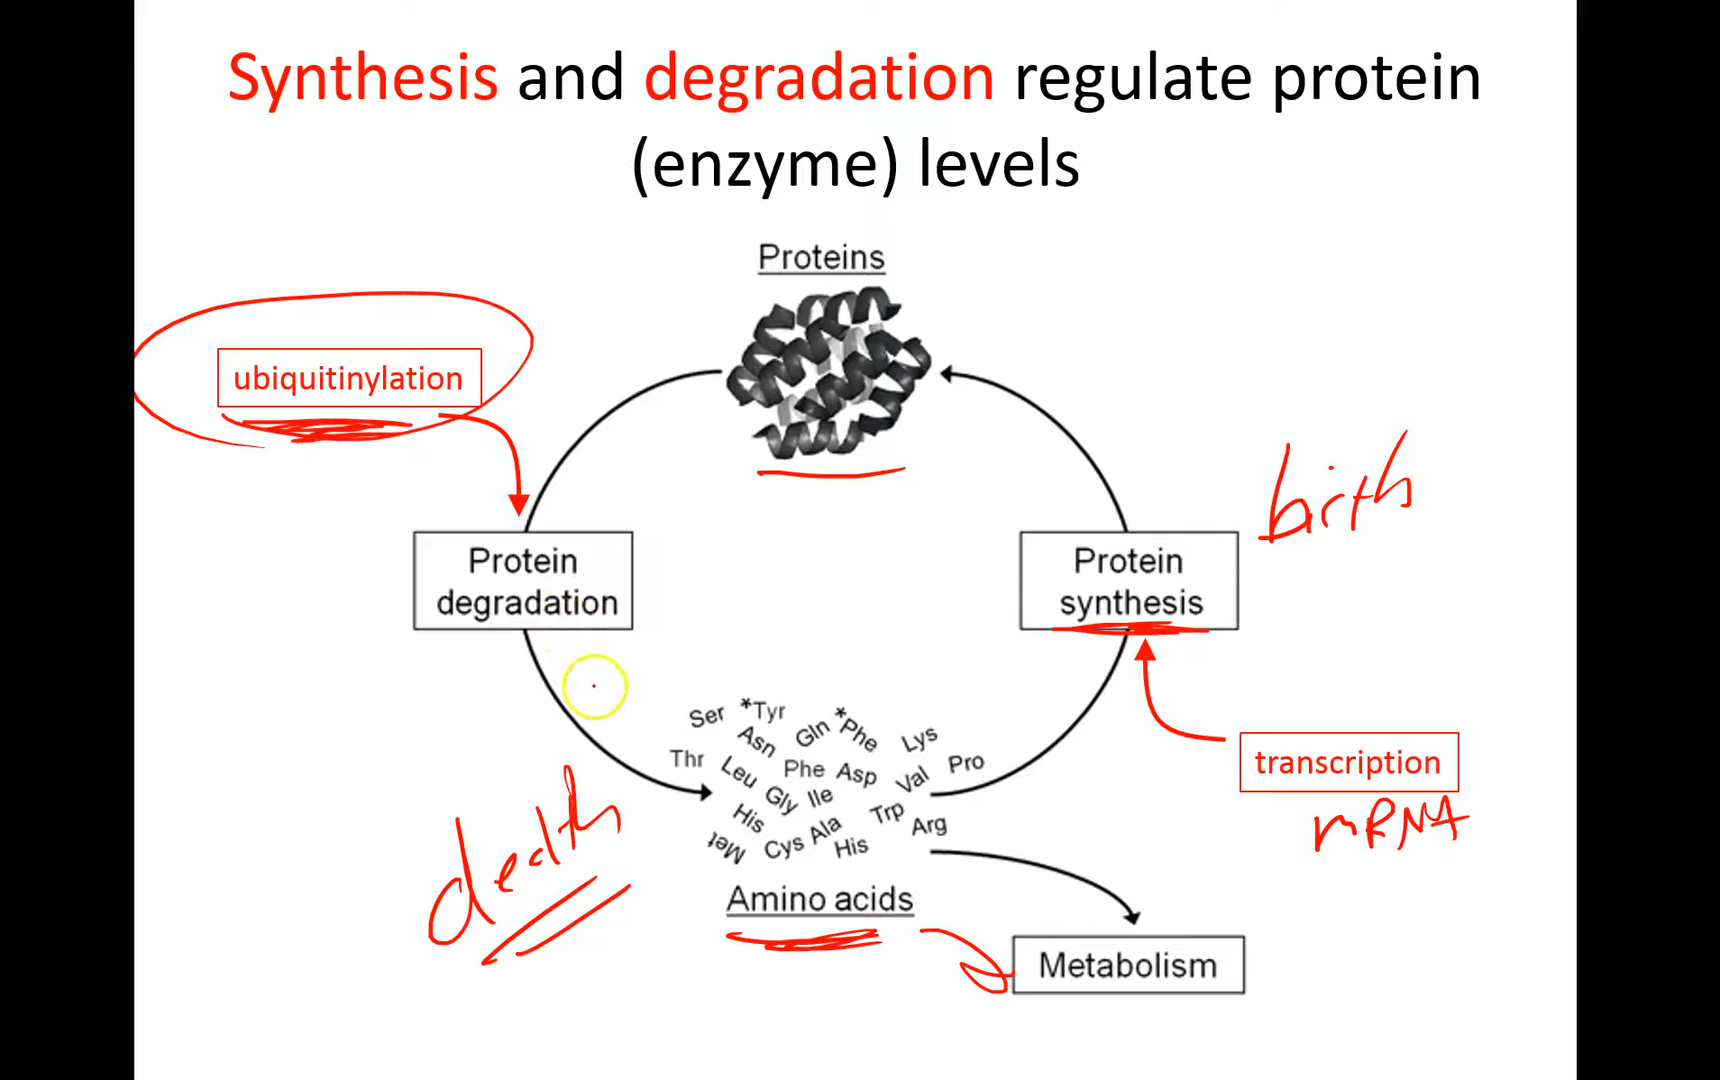 Synthesis and degradation regulate protein
(enzyme) levels
Proteins
ubiquitinylation
birth
Protein
degradation
Protein
synthesis
Ser *Tyr Gln *Phe Lys
Asn
Thr Leu Phe Asp Val Pro
Gly Ile
His Trp
Met Cys Ala His Arg
transcription
mRNA
death
Amino acids
Metabolism